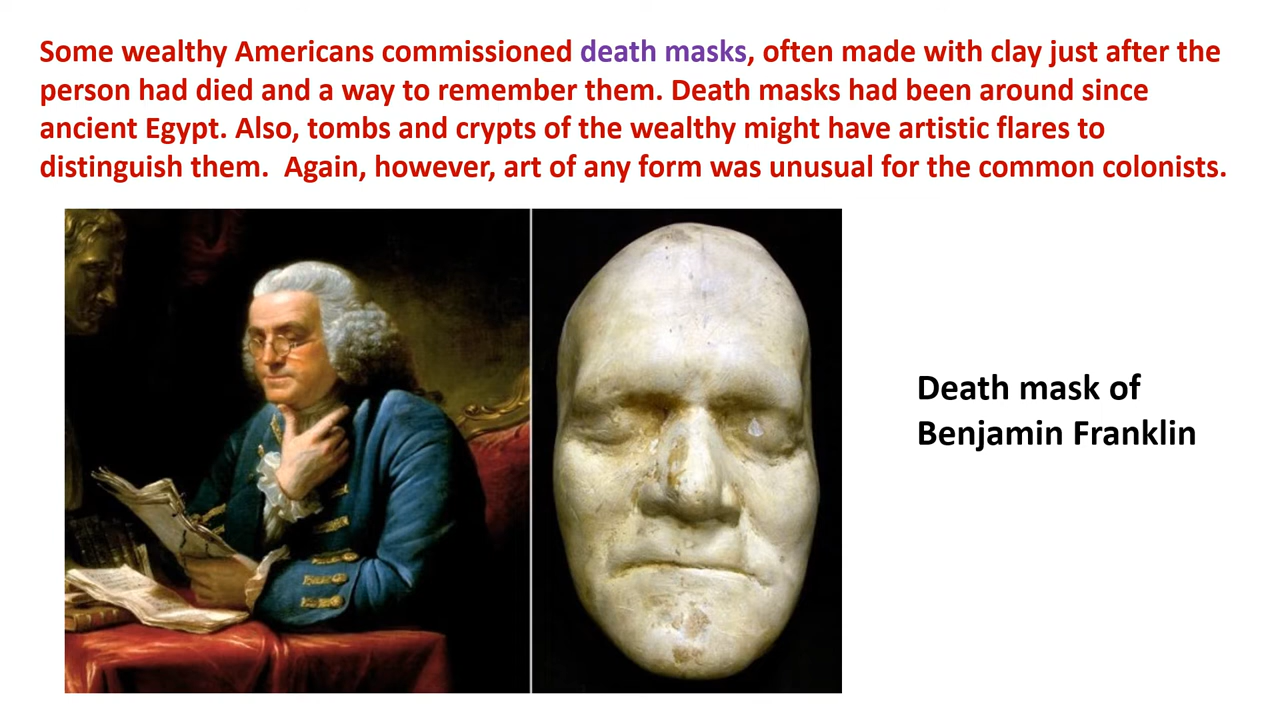 Some wealthy Americans commissioned death masks, often made with clay just after the
person had died and a way to remember them. Death masks had been around since
ancient Egypt. Also, tombs and crypts of the wealthy might have artistic flares to
distinguish them.  Again, however, art of any form was unusual for the common colonists.
Death mask of
Benjamin Franklin